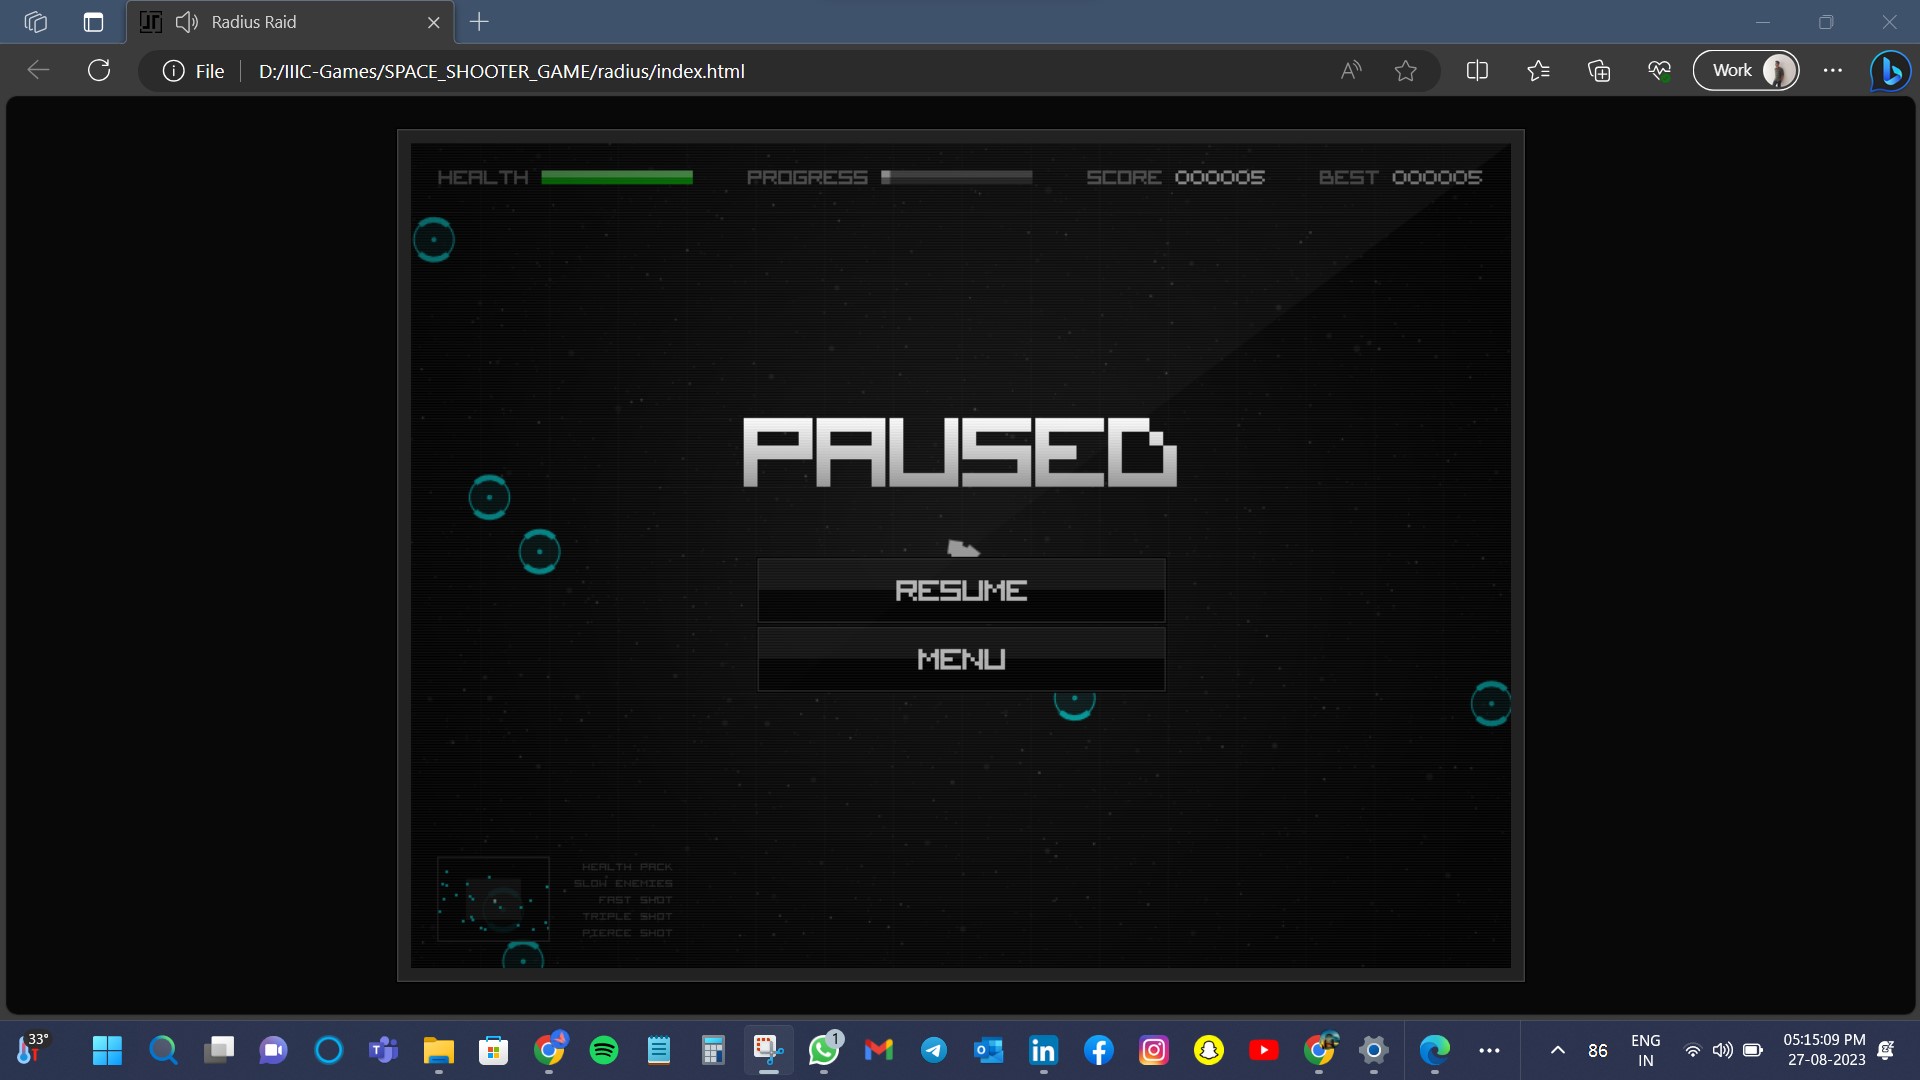 Radius Raid
File
D:/IIIC-Games/SPACE_SHOOTER_GAME/radius/index.html
Work
HEALTH PROGRESS SCORE 000005 BEST 000005
PAUSED
RESUME
MENU
HEALTH PACK
SLOW ENEMIES
FAST SHOT
TRIPLE SHOT
PIERCE SHOT
33°
1
86
ENG
IN
05:15:09 PM
27-08-2023